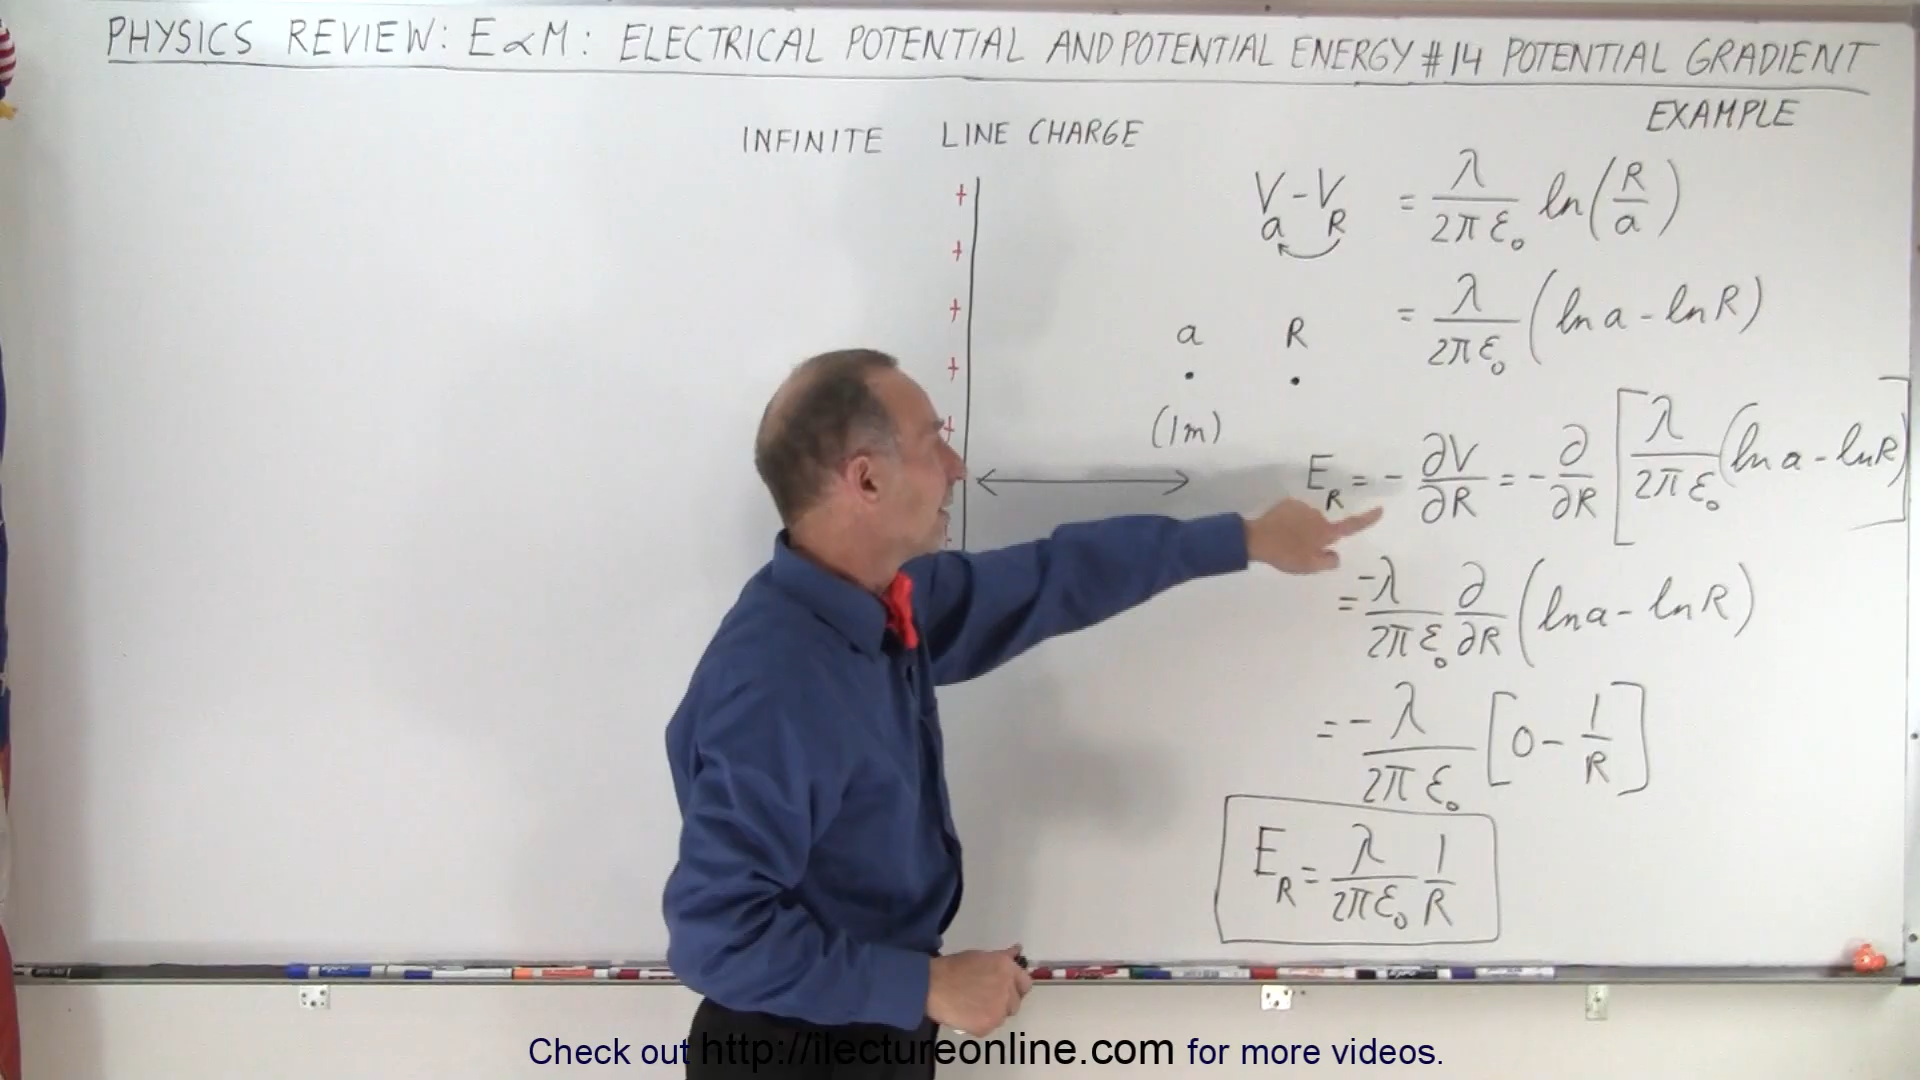 PHYSICS REVIEW: E∝M: ELECTRICAL POTENTIAL AND POTENTIAL ENERGY #14 POTENTIAL GRADIENT
EXAMPLE
INFINITE LINE CHARGE
V_a - V_R = λ/(2πε₀) ln(R/a)
= λ/(2πε₀) (ln a - ln R)
a R
(1m)
E_R = - ∂V/∂R = - ∂/∂R [λ/(2πε₀) (ln a - ln R)]
= -λ/(2πε₀) ∂/∂R (ln a - ln R)
= - λ/(2πε₀) [0 - 1/R]
E_R = λ/(2πε₀) 1/R
+
+
+
+
+
Check out http://ilectureonline.com for more videos.